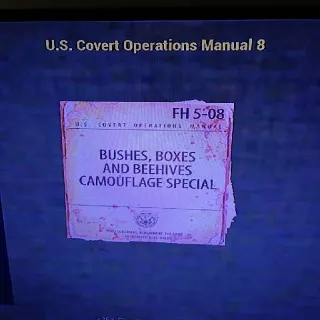 U.S. Covert Operations Manual 8
FH 5-08
U.S. COVERT OPERATIONS MANUAL
BUSHES, BOXES
AND BEEHIVES
CAMOUFLAGE SPECIAL